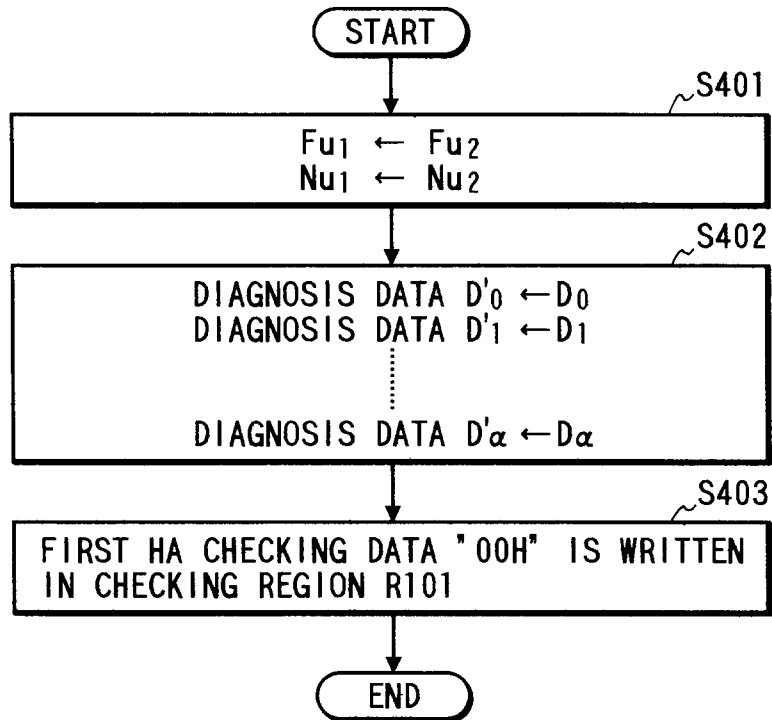 START
S401
Fu1 ← Fu2
Nu1 ← Nu2
S402
DIAGNOSIS DATA D'0 ← D0
DIAGNOSIS DATA D'1 ← D1
DIAGNOSIS DATA D'α ← Dα
S403
FIRST HA CHECKING DATA "00H" IS WRITTEN
IN CHECKING REGION R101
END